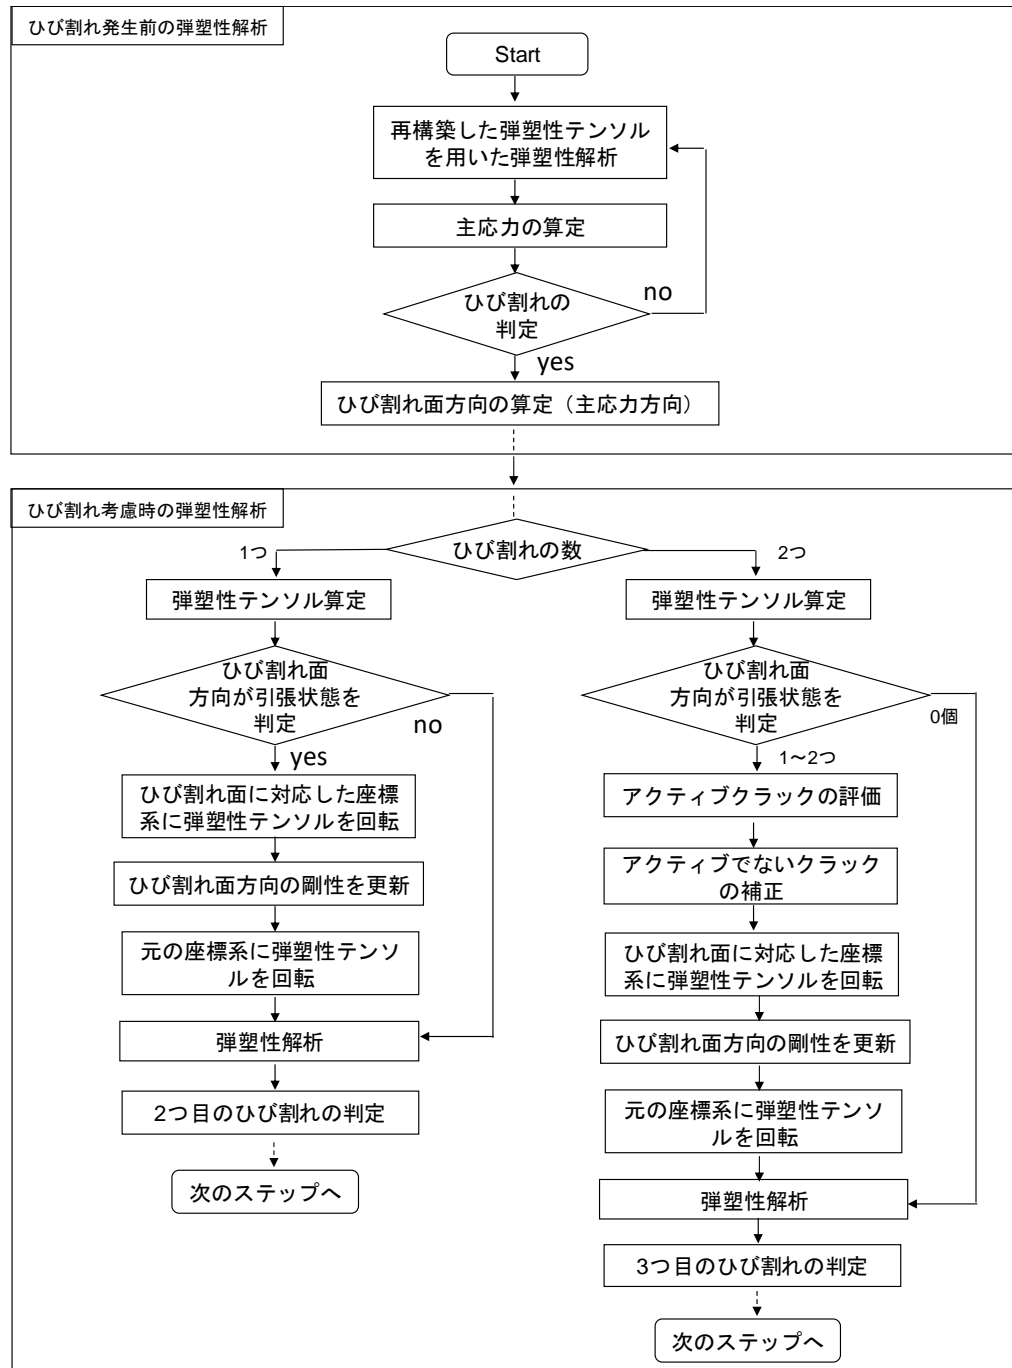 ひび割れ発生前の弾塑性解析
Start
再構築した弾塑性テンソル
を用いた弾塑性解析
主応力の算定
ひび割れの
判定
no
yes
ひび割れ面方向の算定（主応力方向）
ひび割れ考慮時の弾塑性解析
ひび割れの数
1つ
弾塑性テンソル算定
ひび割れ面
方向が引張状態を
判定
no
yes
ひび割れ面に対応した座標
系に弾塑性テンソルを回転
ひび割れ面方向の剛性を更新
元の座標系に弾塑性テンソ
ルを回転
弾塑性解析
2つ目のひび割れの判定
次のステップへ
2つ
弾塑性テンソル算定
ひび割れ面
方向が引張状態を
判定
0個
1～2つ
アクティブクラックの評価
アクティブでないクラック
の補正
ひび割れ面に対応した座標
系に弾塑性テンソルを回転
ひび割れ面方向の剛性を更新
元の座標系に弾塑性テンソ
ルを回転
弾塑性解析
3つ目のひび割れの判定
次のステップへ